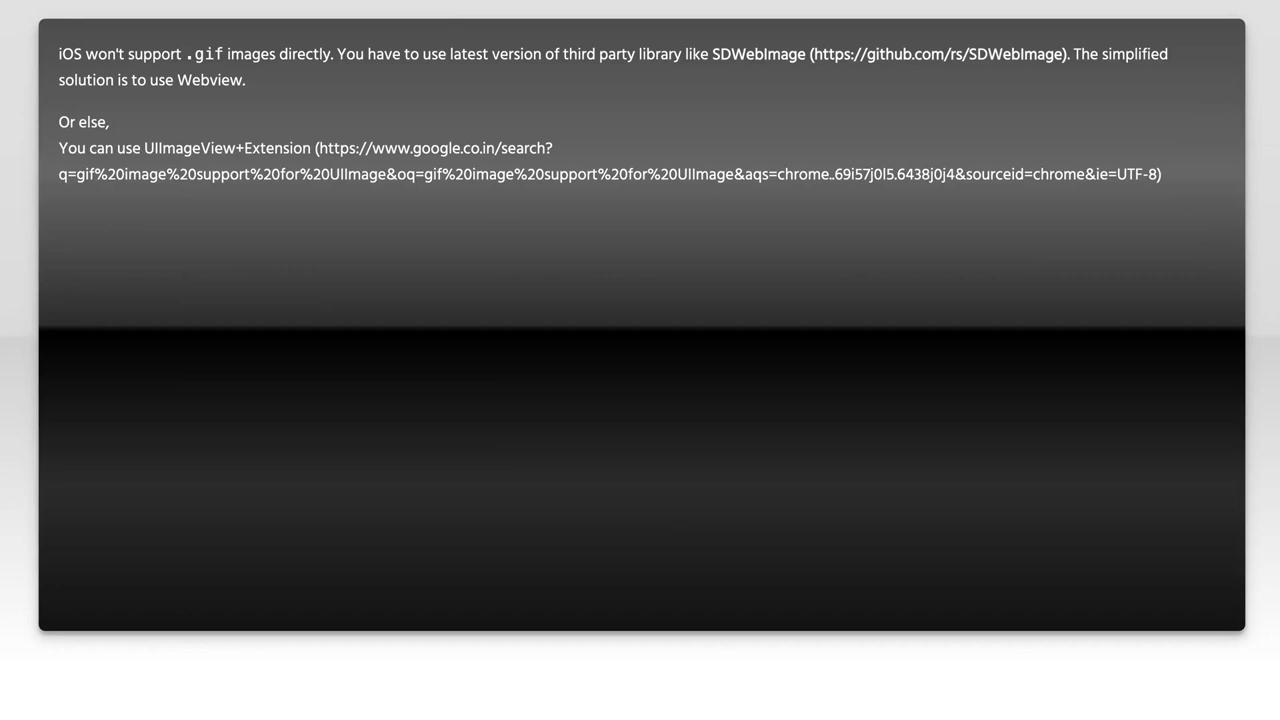 iOS won't support .gif images directly. You have to use latest version of third party library like SDWebImage (https://github.com/rs/SDWebImage). The simplified
solution is to use Webview.
Or else,
You can use UIImageView+Extension (https://www.google.co.in/search?
q=gif%20image%20support%20for%20UIImage&oq=gif%20image%20support%20for%20UIImage&aqs=chrome..69i57j0l5.6438j0j4&sourceid=chrome&ie=UTF-8)